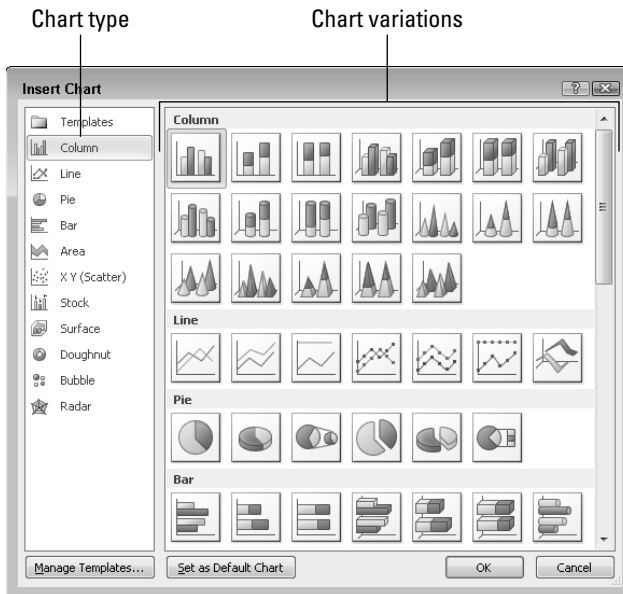 Chart type
Chart variations
Insert Chart
Templates
Column
Line
Pie
Bar
Area
X Y (Scatter)
Stock
Surface
Doughnut
Bubble
Radar
Column
Line
Pie
Bar
Manage Templates...
Set as Default Chart
OK
Cancel